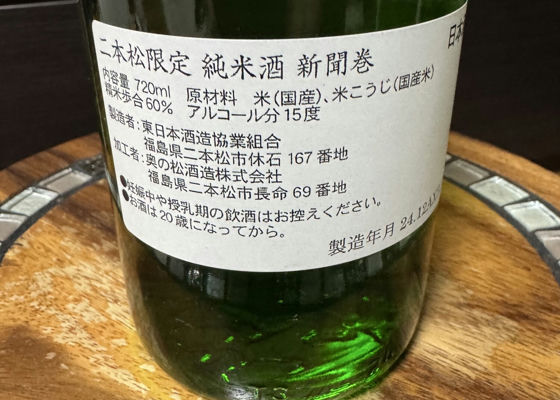 二本松限定 純米酒 新聞巻
日本
内容量 720ml 原材料 米(国産)、米こうじ(国産米)
精米歩合60% アルコール分15度
製造者:東日本酒造協業組合
福島県二本松市休石167番地
加工者:奥の松酒造株式会社
福島県二本松市長命69番地
●妊娠中や授乳期の飲酒はお控えください。
●お酒は20歳になってから。
製造年月 24.12